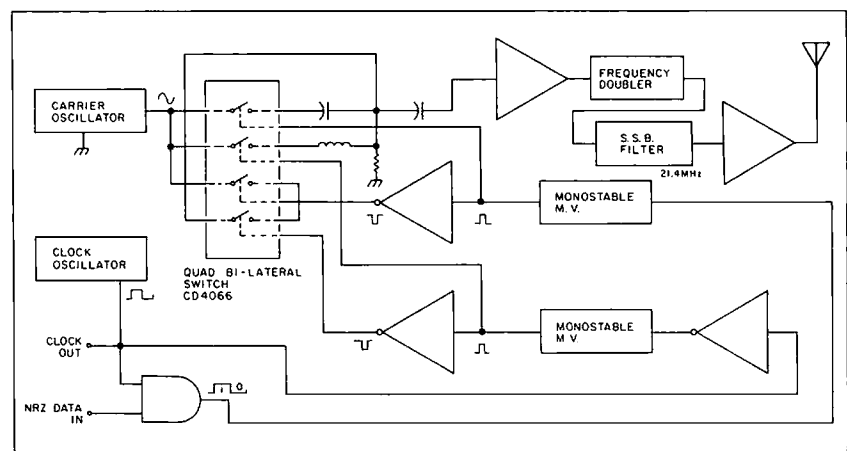 CARRIER
OSCILLATOR
FREQUENCY
DOUBLER
S.S.B.
FILTER
21.4MHz
MONOSTABLE
M.V.
CLOCK
OSCILLATOR
QUAD BI-LATERAL
SWITCH
CD4066
MONOSTABLE
M.V.
CLOCK
OUT
1 0
NRZ DATA
IN